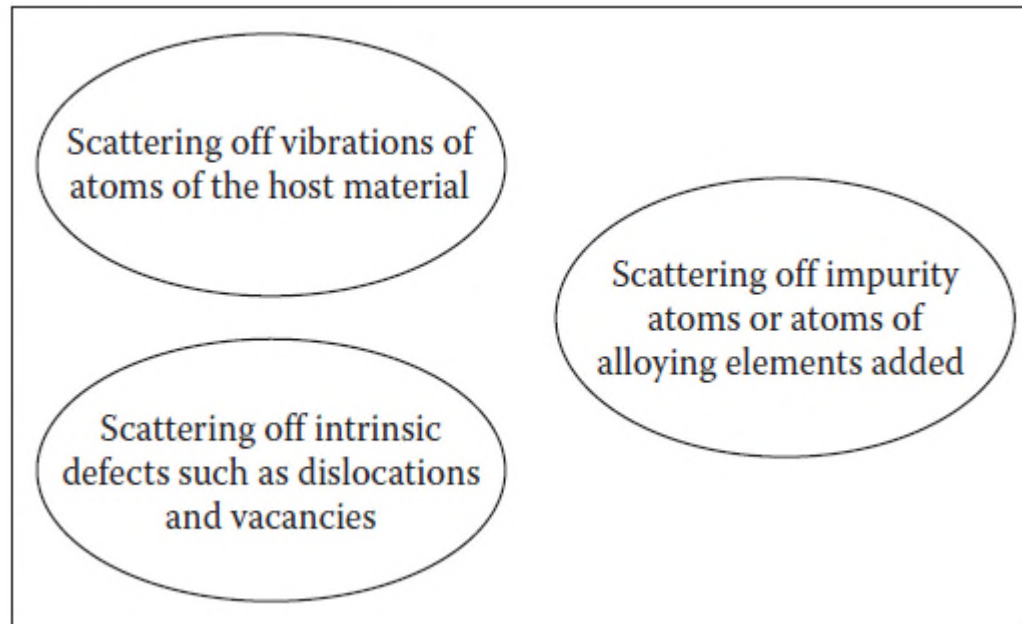 Scattering off vibrations of
atoms of the host material
Scattering off impurity
atoms or atoms of
alloying elements added
Scattering off intrinsic
defects such as dislocations
and vacancies